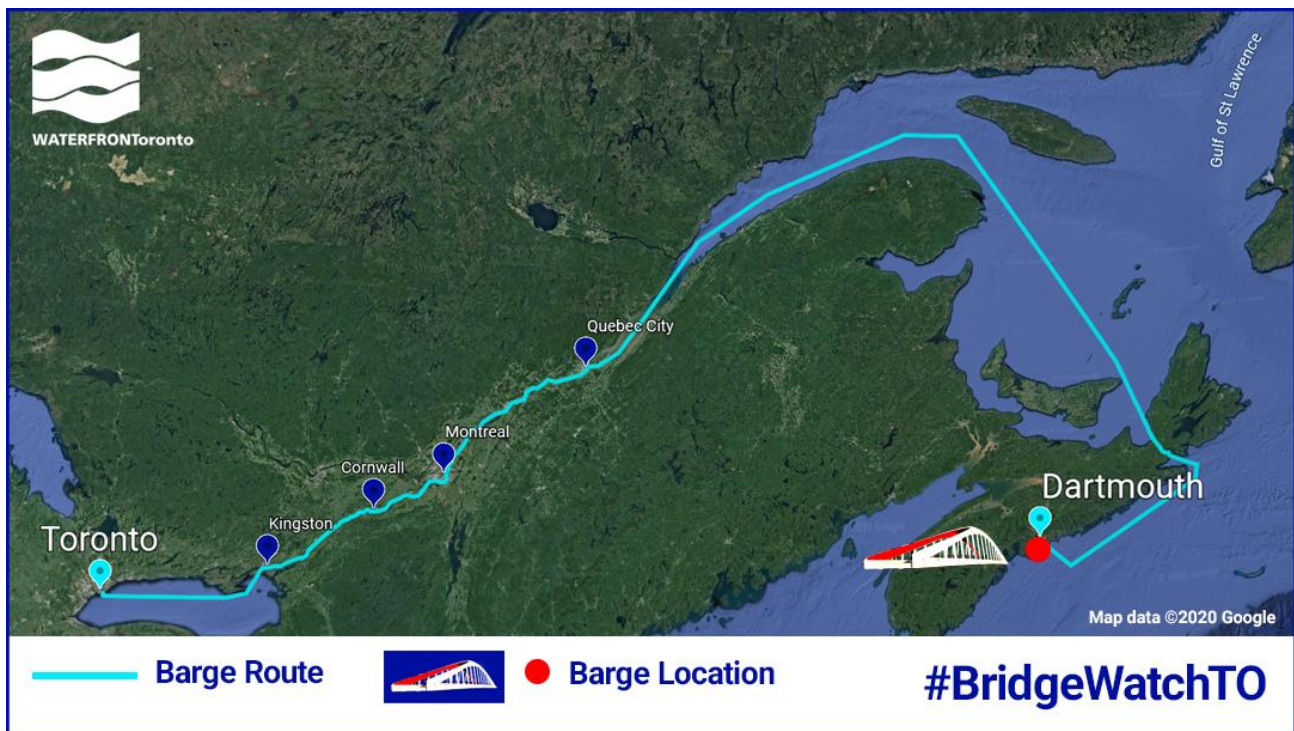 WATERFRONToronto
Gulf of St Lawrence
Quebec City
Montreal
Cornwall
Kingston
Toronto
Dartmouth
Map data ©2020 Google
Barge Route
Barge Location
#BridgeWatchTO